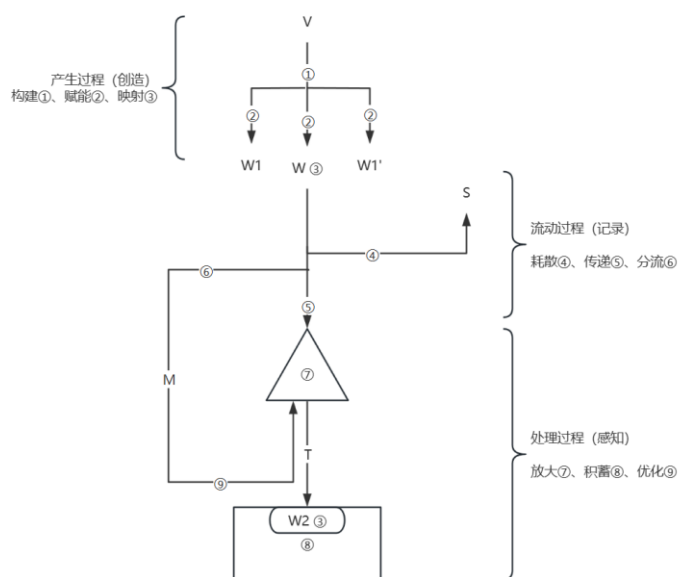 V
①
产生过程（创造）
构建①、赋能②、映射③
② ② ②
W1 W③ W1'
S
流动过程（记录）
④
耗散④、传递⑤、分流⑥
⑥
⑤
⑦
M
处理过程（感知）
T
放大⑦、积蓄⑧、优化⑨
⑨
W2③
⑧